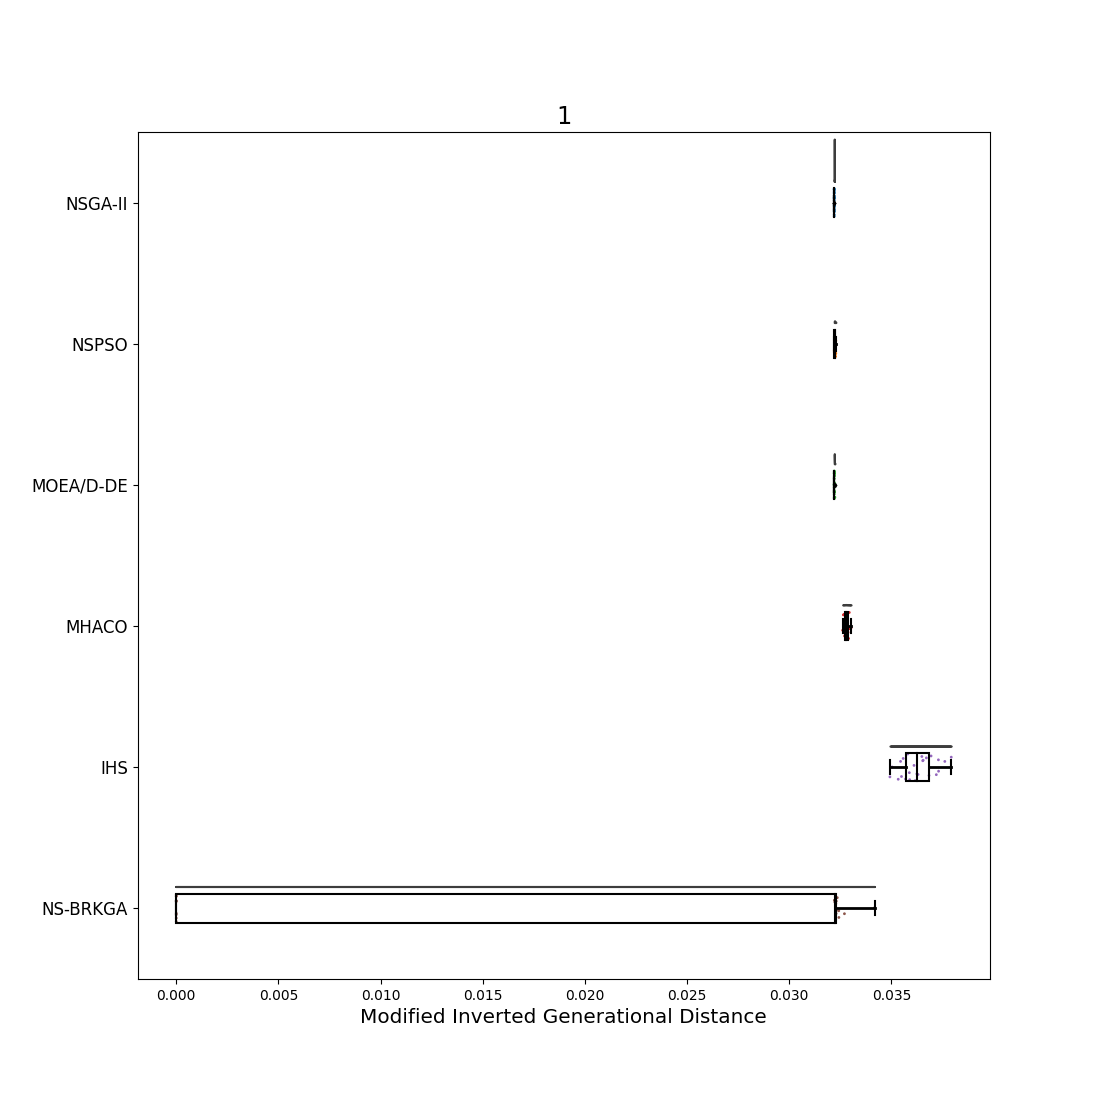 1
NSGA-II
NSPSO
MOEA/D-DE
MHACO
IHS
NS-BRKGA
0.000 0.005 0.010 0.015 0.020 0.025 0.030 0.035
Modified Inverted Generational Distance